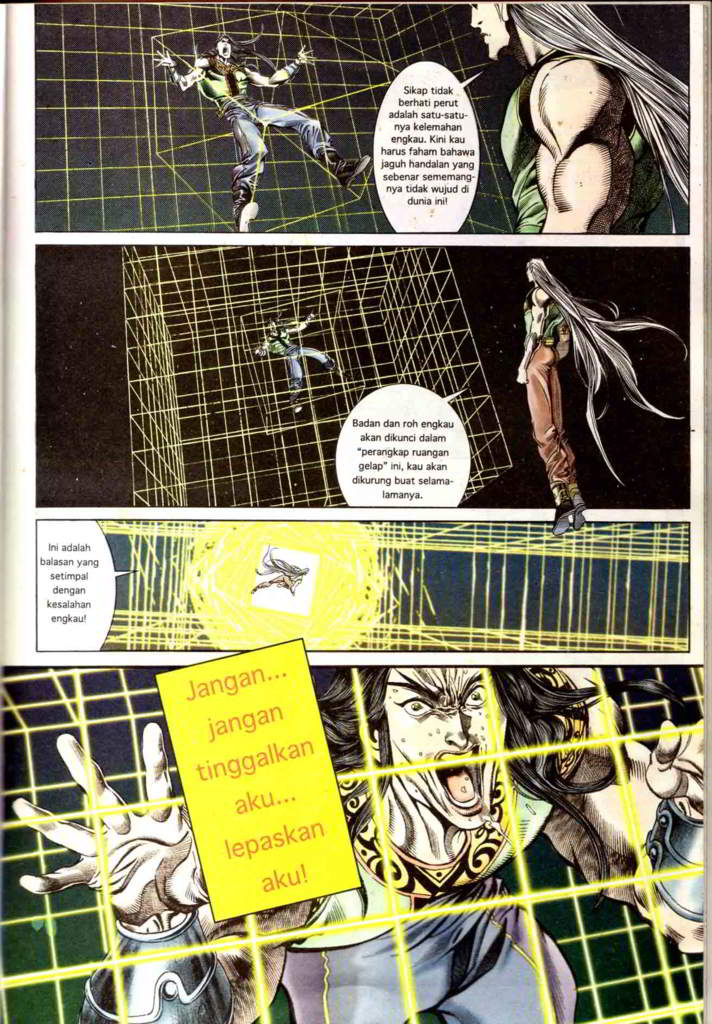 Sikap tidak
berhati perut
adalah satu-satu-
nya kelemahan
engkau. Kini kau
harus faham bahawa
jaguh handalan yang
sebenar sememang-
nya tidak wujud di
dunia ini!
Badan dan roh engkau
akan dikunci dalam
"perangkap ruangan
gelap" ini, kau akan
dikurung buat selama-
lamanya.
Ini adalah
balasan yang
setimpal
dengan
kesalahan
engkau!
Jangan...
jangan
tinggalkan
aku...
lepaskan
aku!